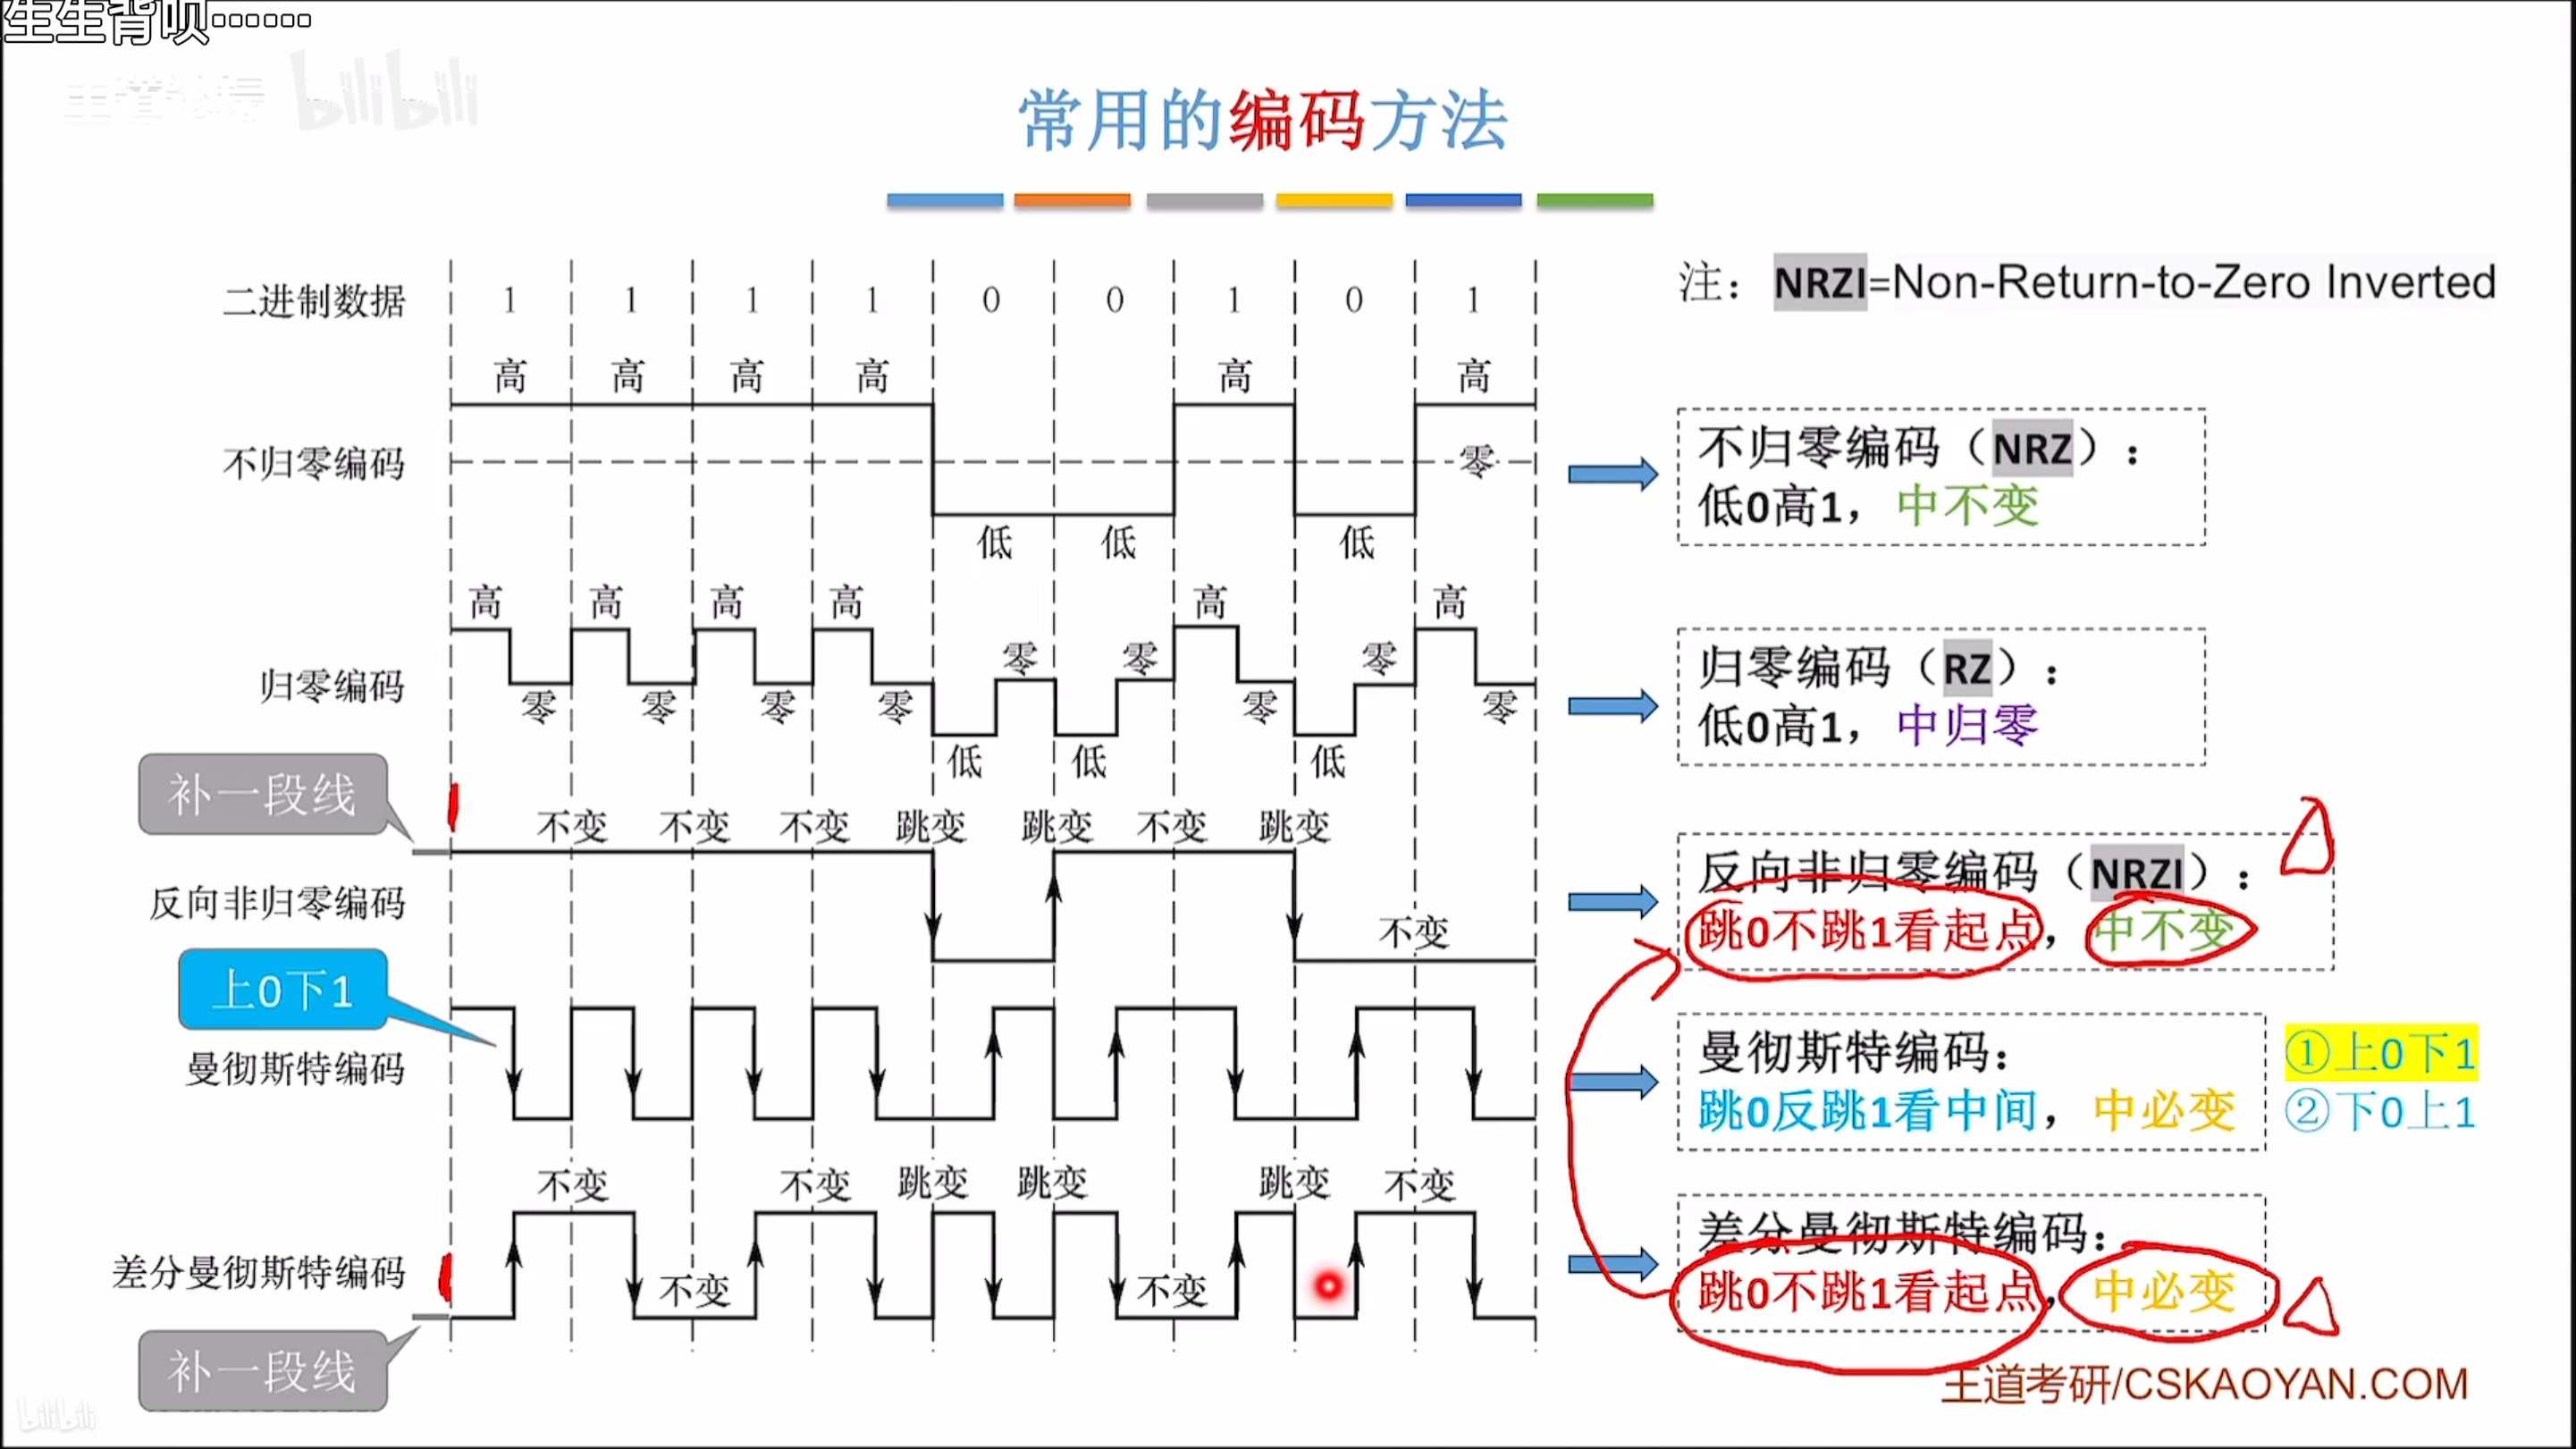 生生背呗……
王道论坛 bilibili
常用的编码方法
二进制数据 1 1 1 1 0 0 1 0 1
注：NRZI=Non-Return-to-Zero Inverted
高 高 高 高 高 高
不归零编码 零
低 低 低
不归零编码（NRZ）：
低0高1，中不变
高 高 高 高 高 高
零 零 零
归零编码
零 零 零 零 零 零
低 低 低
归零编码（RZ）：
低0高1，中归零
补一段线
不变 不变 不变 跳变 跳变 不变 跳变
反向非归零编码 不变
反向非归零编码（NRZI）：
跳0不跳1看起点，中不变
上0下1
曼彻斯特编码
曼彻斯特编码：
跳0反跳1看中间，中必变
①上0下1
②下0上1
不变 不变 跳变 跳变 跳变 不变
差分曼彻斯特编码 不变 不变
差分曼彻斯特编码：
跳0不跳1看起点，中必变
补一段线
王道考研/CSKAOYAN.COM
bilibili